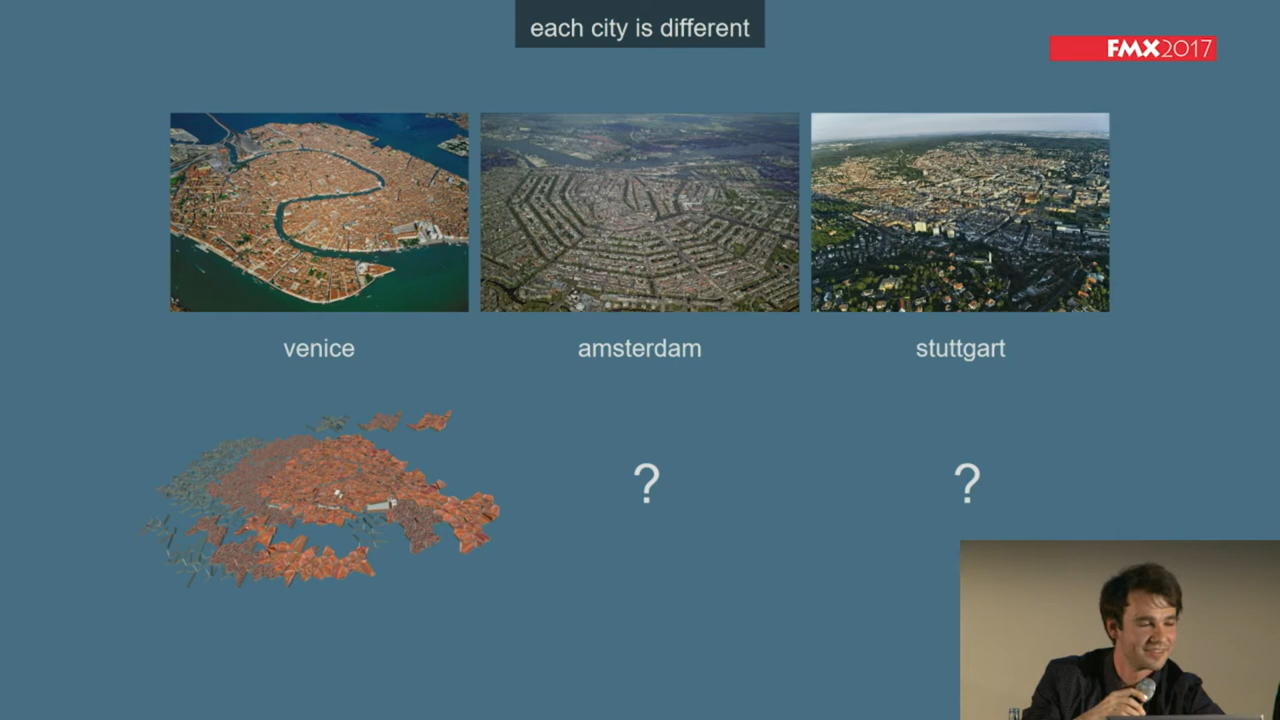 each city is different
FMX2017
venice
amsterdam
stuttgart
?
?